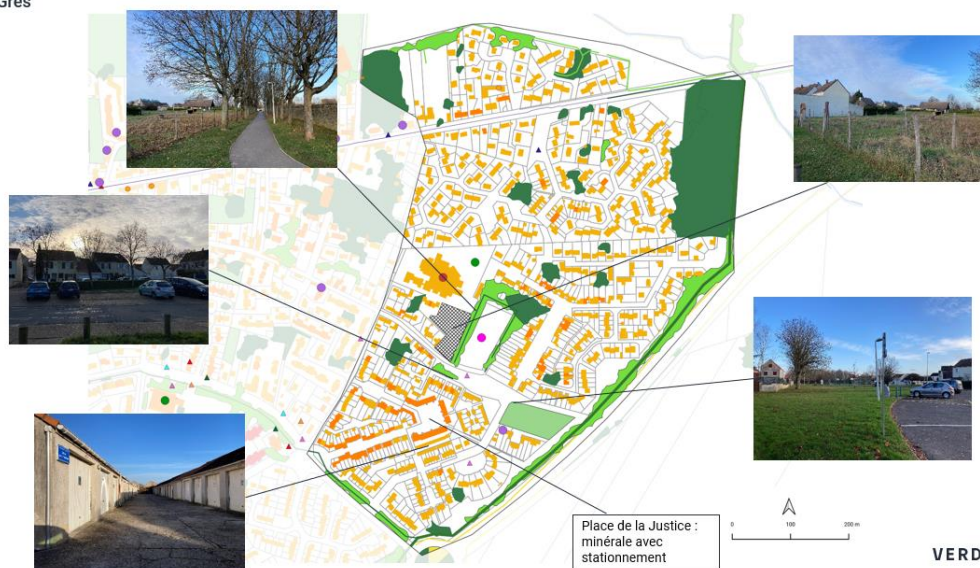 Grès
Place de la Justice :
minérale avec
stationnement
0 100 200 m
VERD